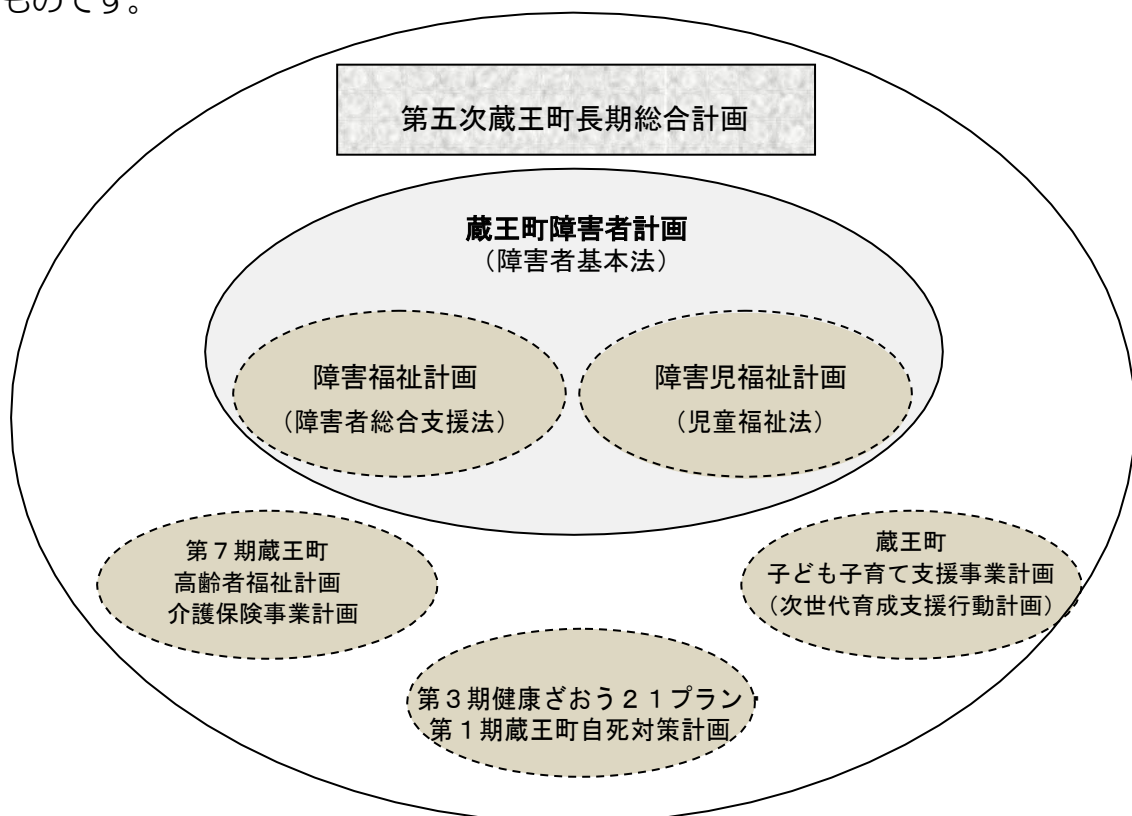 ものです。
第五次蔵王町長期総合計画
蔵王町障害者計画
（障害者基本法）
障害福祉計画
（障害者総合支援法）
障害児福祉計画
（児童福祉法）
第７期蔵王町
高齢者福祉計画
介護保険事業計画
蔵王町
子ども子育て支援事業計画
（次世代育成支援行動計画）
第３期健康ざおう２１プラン・
第１期蔵王町自死対策計画